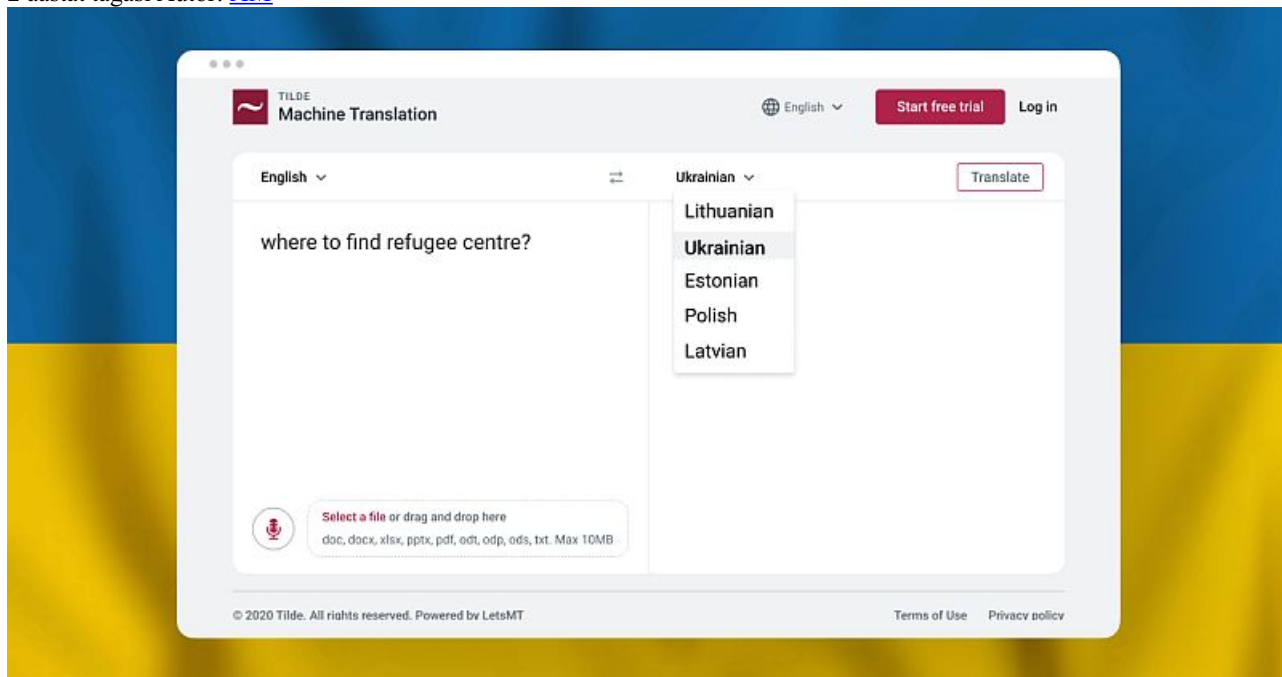 TILDE
Machine Translation
English
Start free trial
Log in
English
Ukrainian
Translate
where to find refugee centre?
Lithuanian
Ukrainian
Estonian
Polish
Latvian
Select a file or drag and drop here
doc, docx, xlsx, pptx, pdf, odt, odp, ods, txt. Max 10MB
© 2020 Tilde. All rights reserved. Powered by LetsMT
Terms of Use
Privacy policy